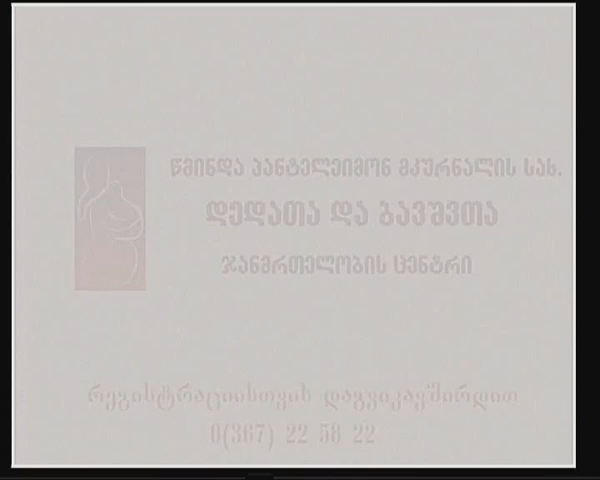 წმინდა პანტელეიმონ მკურნალის სახ.
დედათა და ბავშვთა
ჯანმრთელობის ცენტრი
რეგისტრაციისთვის დაგვიკავშირდით
0(367) 22 58 22